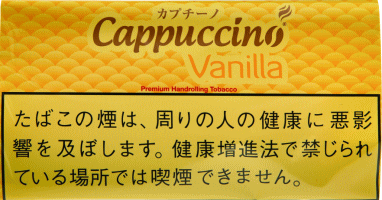 カプチーノ
Cappuccino
Vanilla
Premium Handrolling Tobacco
たばこの煙は、周りの人の健康に悪影
響を及ぼします。健康増進法で禁じられ
ている場所では喫煙できません。